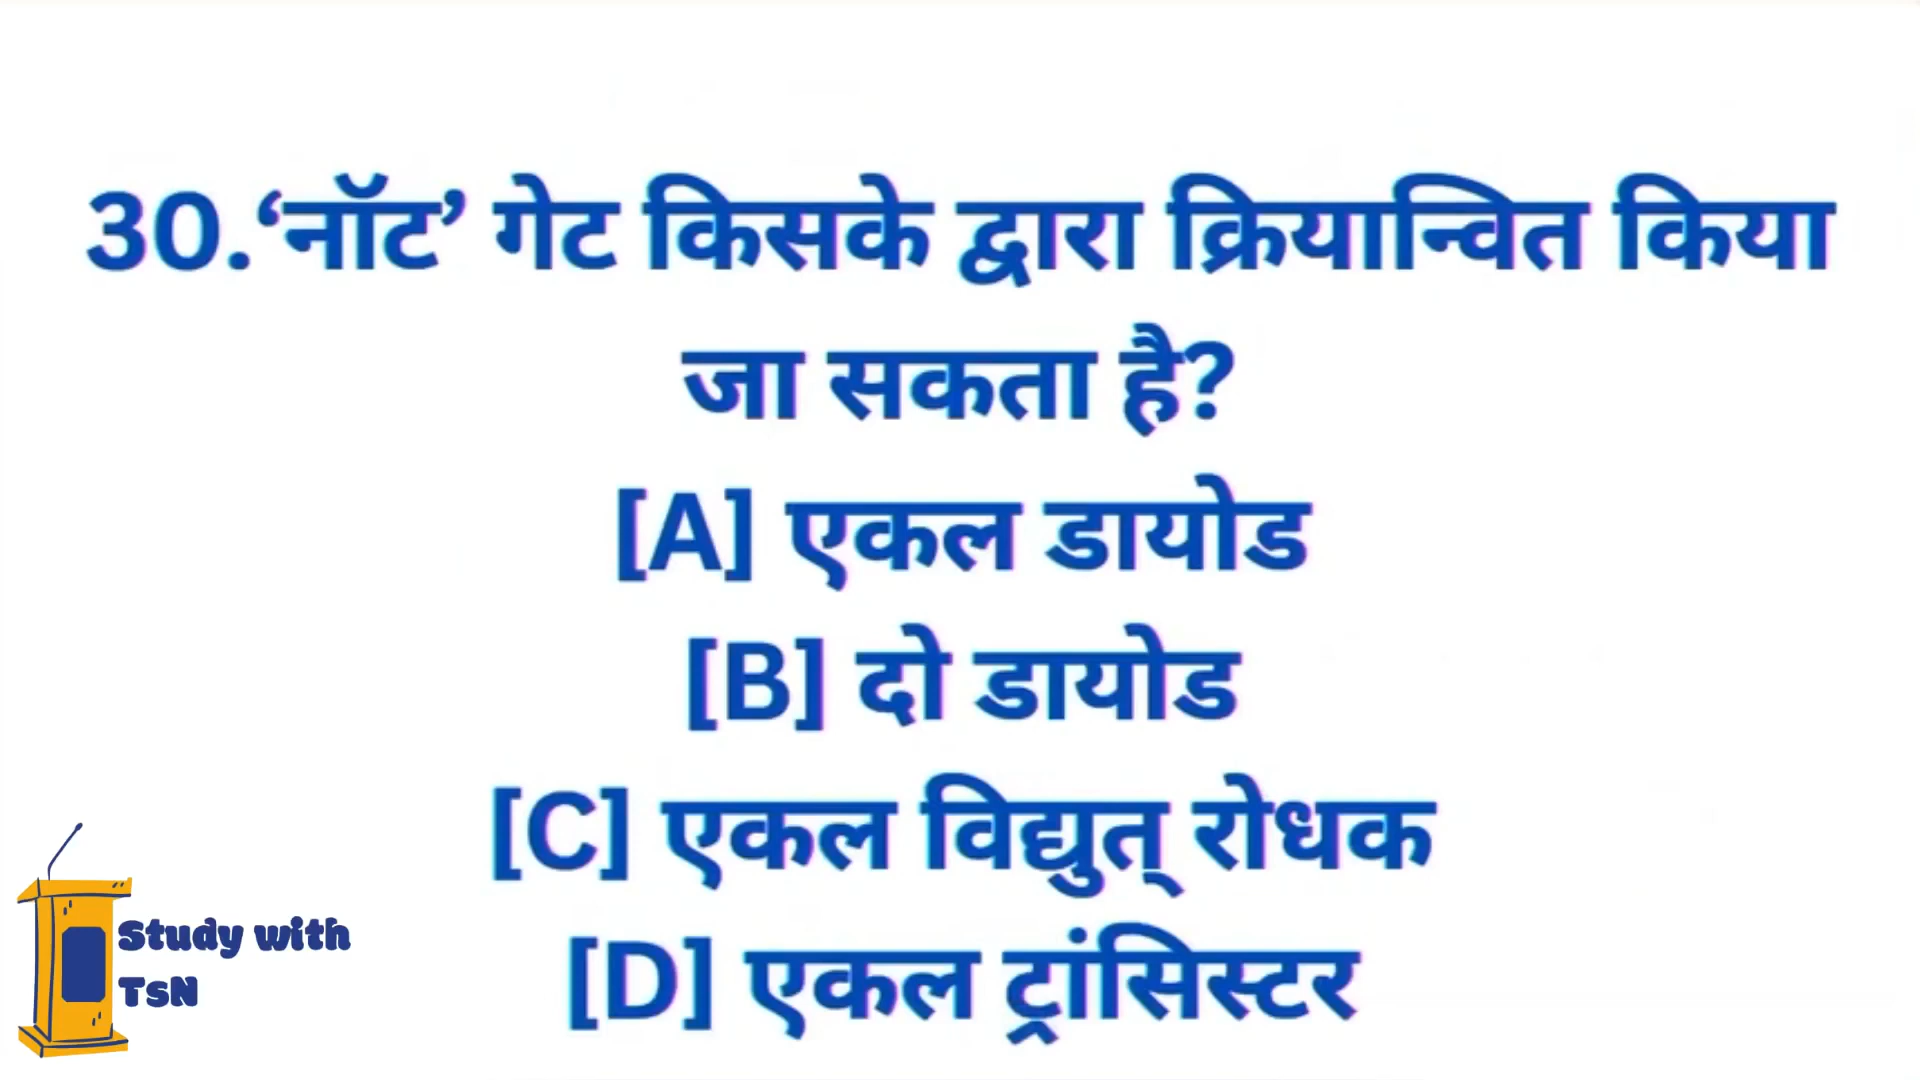 30.‘नॉट’ गेट किसके द्वारा क्रियान्वित किया
जा सकता है?
[A] एकल डायोड
[B] दो डायोड
[C] एकल विद्युत् रोधक
[D] एकल ट्रांसिस्टर
Study with
TsN